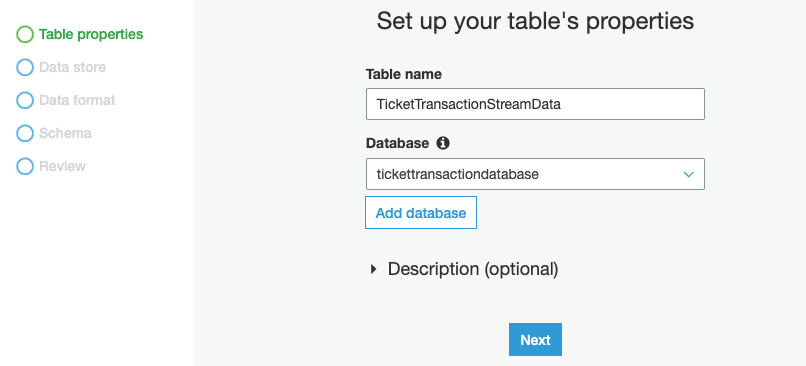 Table properties
Data store
Data format
Schema
Review
Set up your table's properties
Table name
TicketTransactionStreamData
Database
tickettransactiondatabase
Add database
Description (optional)
Next